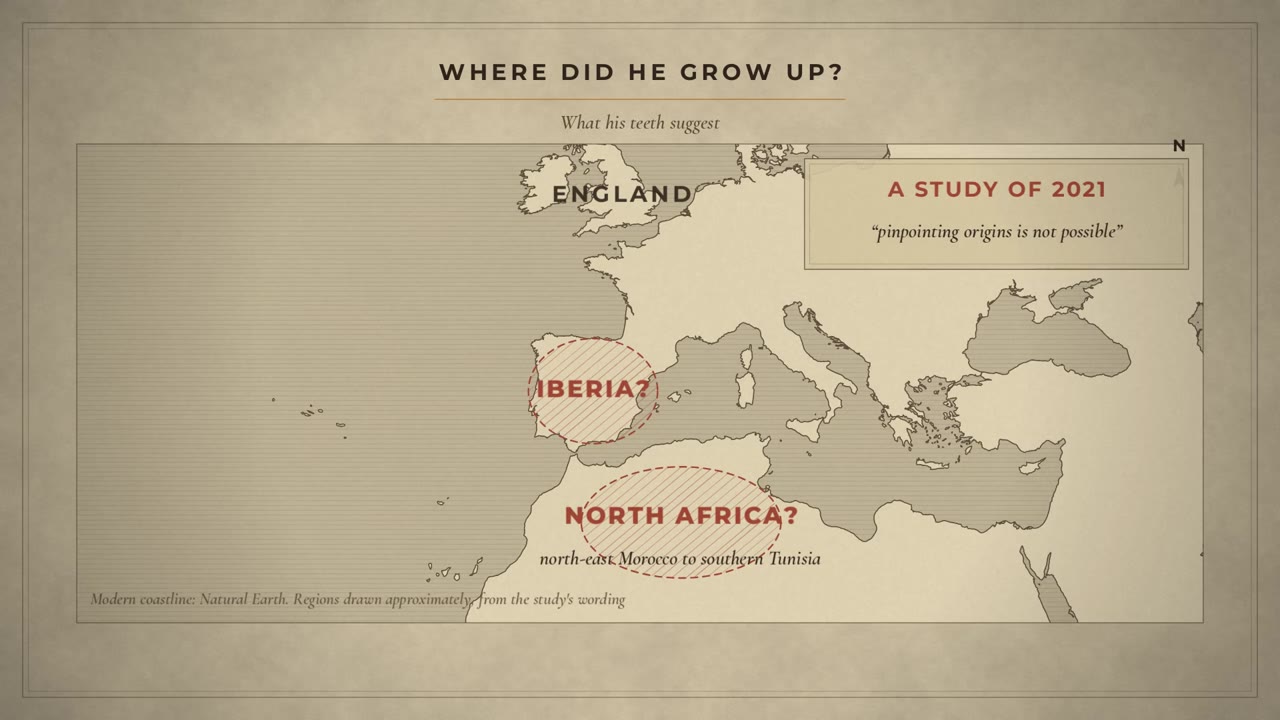 WHERE DID HE GROW UP?
What his teeth suggest
N
ENGLAND
A STUDY OF 2021
“pinpointing origins is not possible”
IBERIA?
NORTH AFRICA?
north-east Morocco to southern Tunisia
Modern coastline: Natural Earth. Regions drawn approximately, from the study's wording